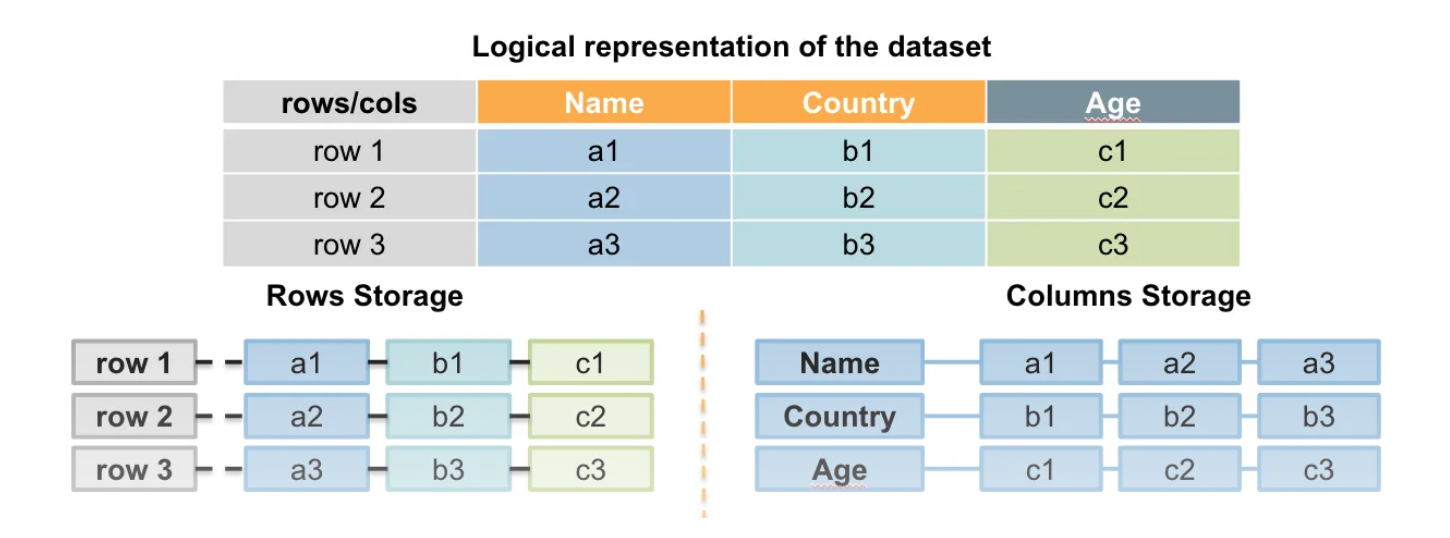 Logical representation of the dataset
rows/cols Name Country Age
row 1 a1 b1 c1
row 2 a2 b2 c2
row 3 a3 b3 c3
Rows Storage
row 1 a1 b1 c1
row 2 a2 b2 c2
row 3 a3 b3 c3
Columns Storage
Name a1 a2 a3
Country b1 b2 b3
Age c1 c2 c3